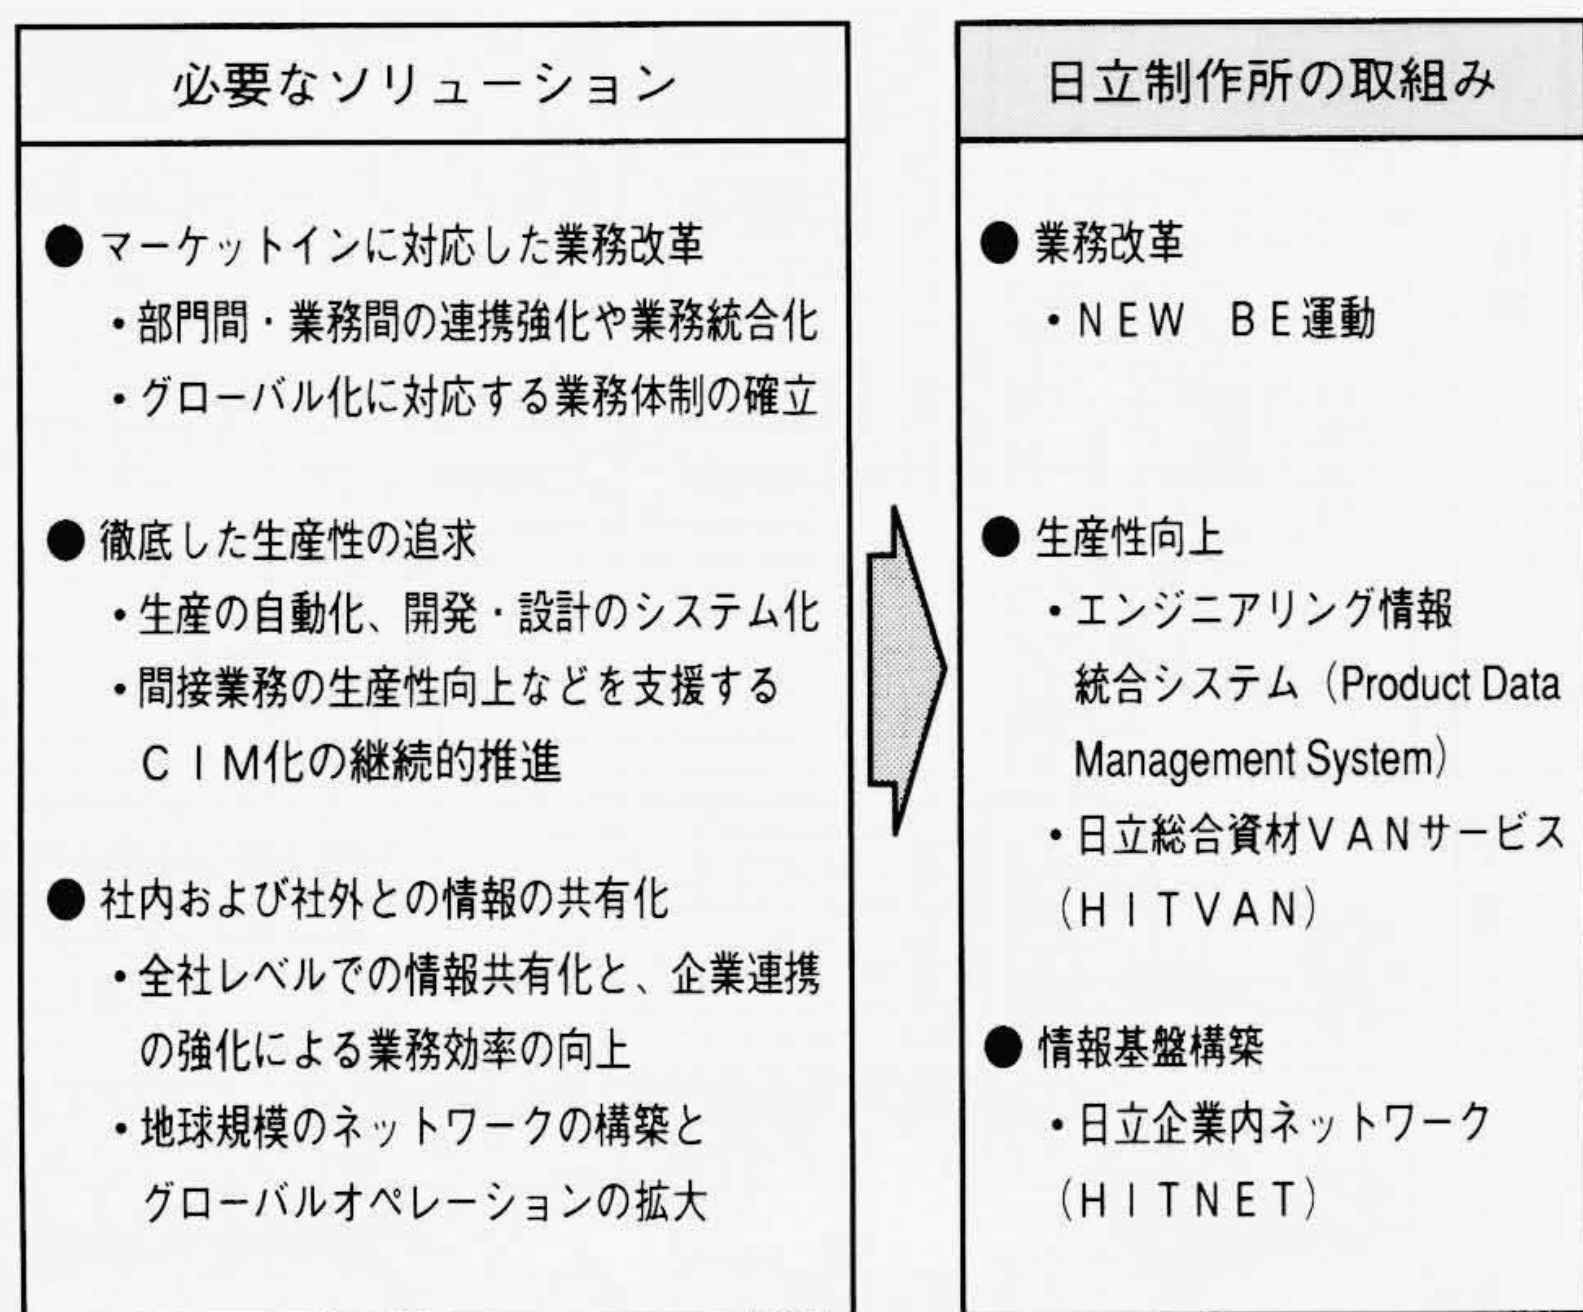 必要なソリューション
● マーケットインに対応した業務改革
・部門間・業務間の連携強化や業務統合化
・グローバル化に対応する業務体制の確立
● 徹底した生産性の追求
・生産の自動化、開発・設計のシステム化
・間接業務の生産性向上などを支援する
ＣＩＭ化の継続的推進
● 社内および社外との情報の共有化
・全社レベルでの情報共有化と、企業連携
の強化による業務効率の向上
・地球規模のネットワークの構築と
グローバルオペレーションの拡大
日立制作所の取組み
● 業務改革
・ＮＥＷ　ＢＥ運動
● 生産性向上
・エンジニアリング情報
統合システム（Product Data
Management System）
・日立総合資材ＶＡＮサービス
（ＨＩＴＶＡＮ）
● 情報基盤構築
・日立企業内ネットワーク
（ＨＩＴＮＥＴ）